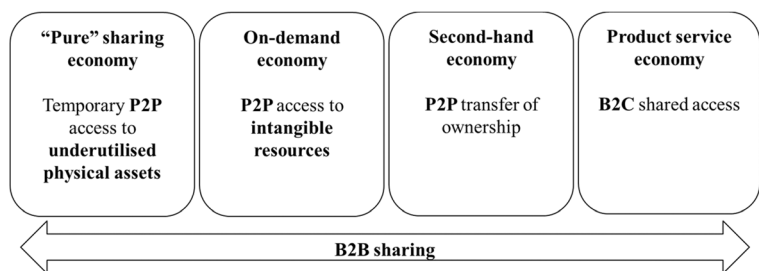 “Pure” sharing
economy
Temporary P2P
access to
underutilised
physical assets
On-demand
economy
P2P access to
intangible
resources
Second-hand
economy
P2P transfer of
ownership
Product service
economy
B2C shared access
B2B sharing